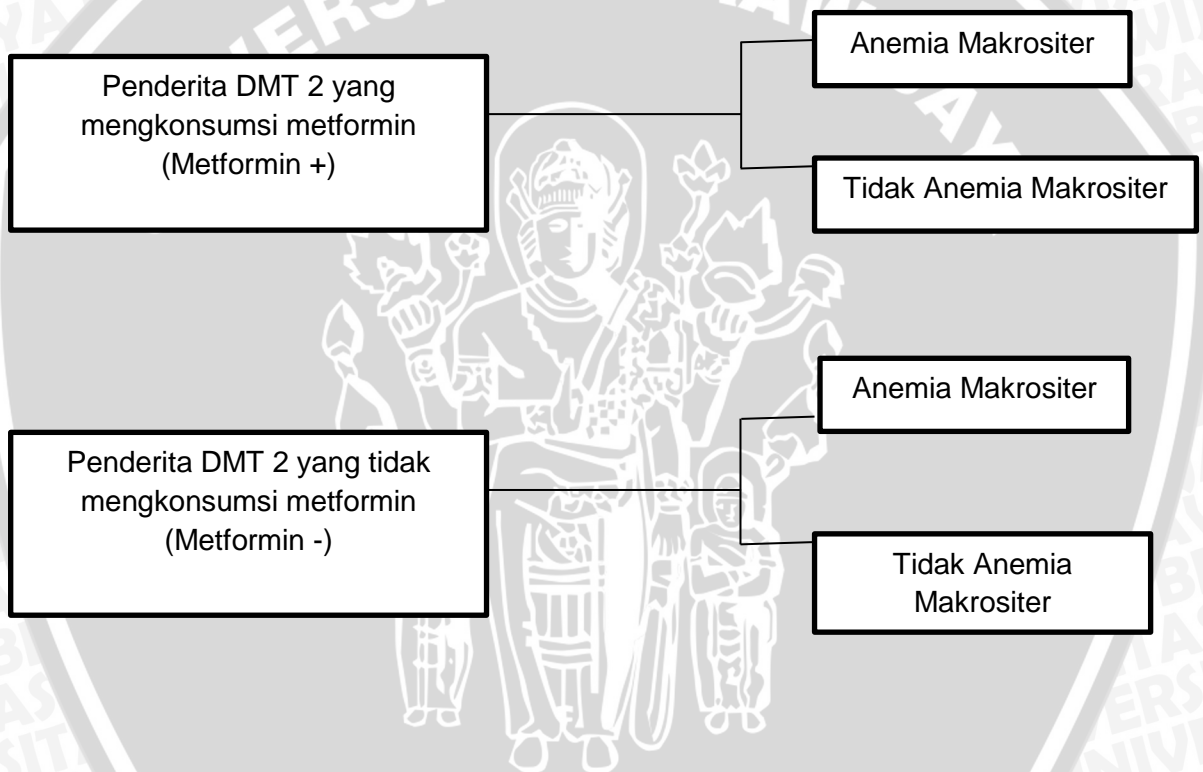 Anemia Makrositer
Penderita DMT 2 yang
mengkonsumsi metformin
(Metformin +)
Tidak Anemia Makrositer
Anemia Makrositer
Penderita DMT 2 yang tidak
mengkonsumsi metformin
(Metformin -)
Tidak Anemia
Makrositer